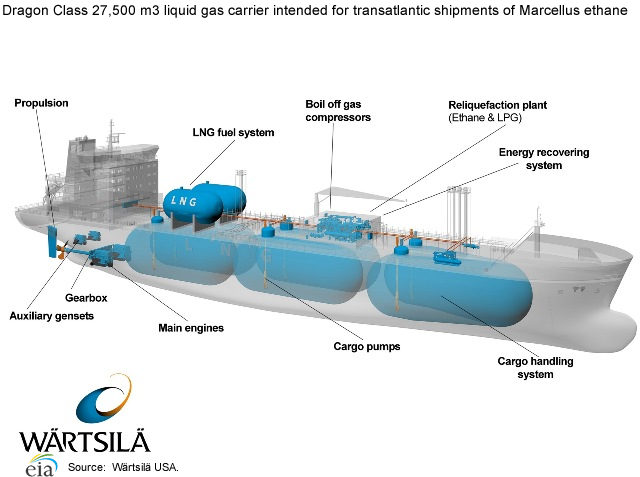 Dragon Class 27,500 m3 liquid gas carrier intended for transatlantic shipments of Marcellus ethane
Propulsion
Boil off gas
compressors
Reliquefaction plant
(Ethane & LPG)
LNG fuel system
Energy recovering
system
LNG
Gearbox
Auxiliary gensets
Main engines
Cargo pumps
Cargo handling
system
WÄRTSILÄ
eia
Source: Wärtsilä USA.